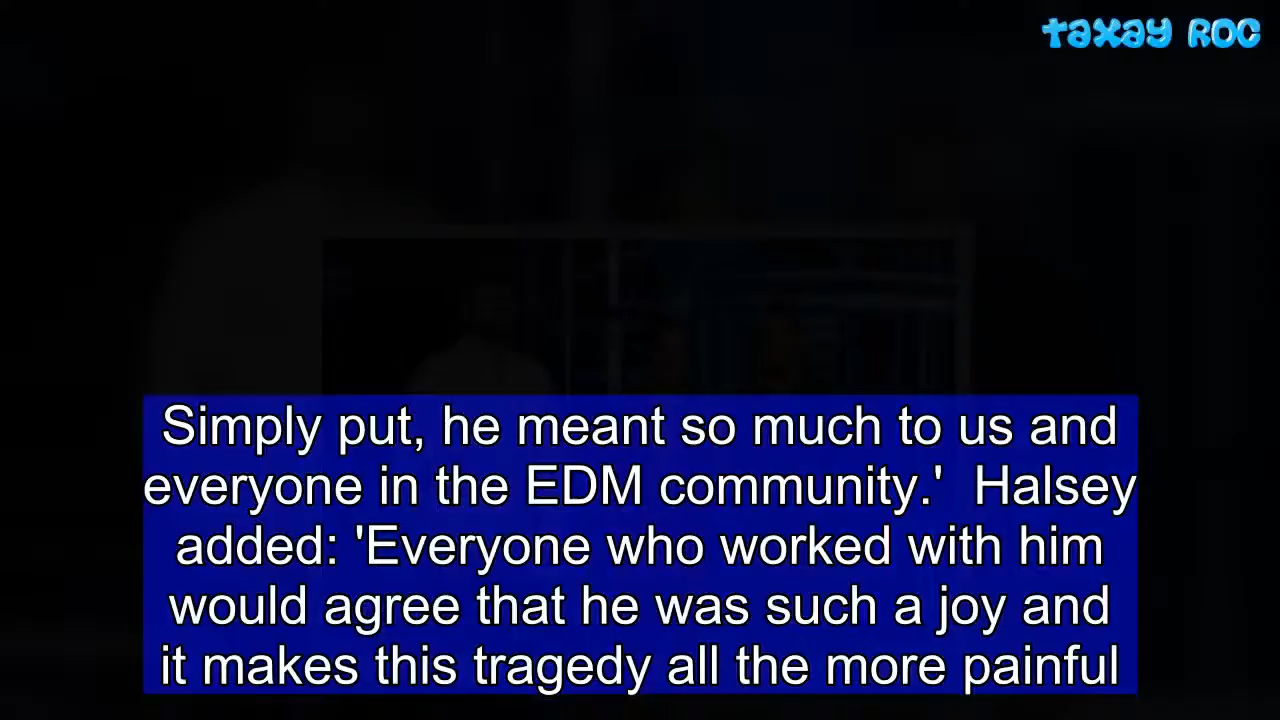 TAXAY ROC
Simply put, he meant so much to us and
everyone in the EDM community.'  Halsey
added: 'Everyone who worked with him
would agree that he was such a joy and
it makes this tragedy all the more painful